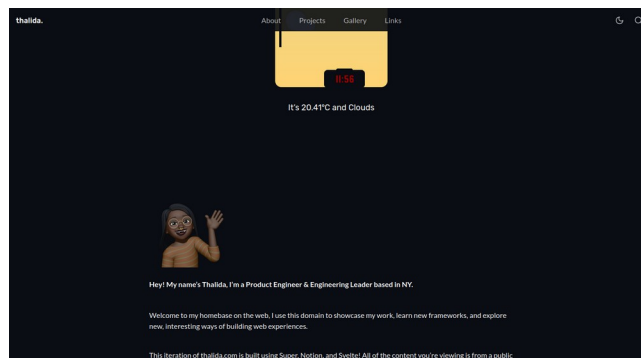 thalida.
About Projects Gallery Links
11:56
It's 20.41°C and Clouds
Hey! My name's Thalida, I'm a Product Engineer & Engineering Leader based in NY.
Welcome to my homebase on the web, I use this domain to showcase my work, learn new frameworks, and explore
new, interesting ways of building web experiences.
This iteration of thalida.com is built using Super, Notion, and Svelte! All of the content you're viewing is from a public